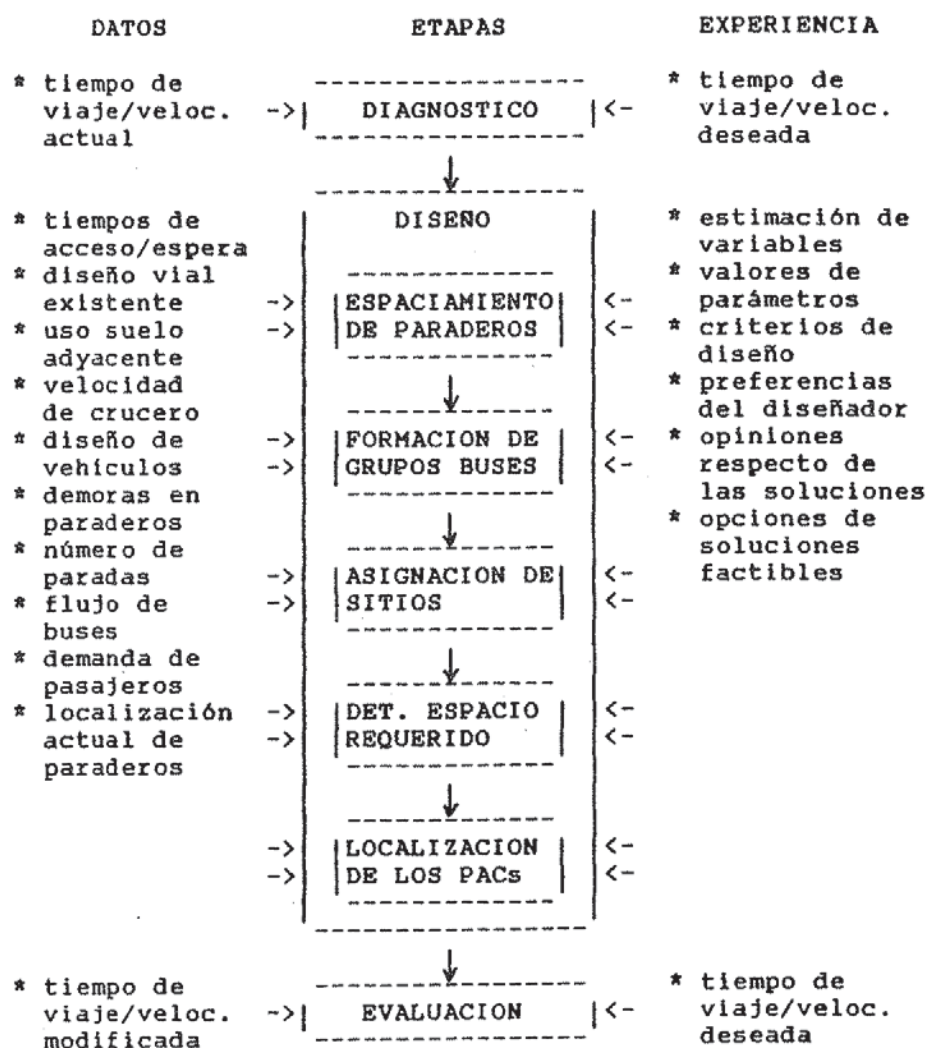 DATOS ETAPAS EXPERIENCIA
* tiempo de viaje/veloc. actual
-> | DIAGNOSTICO | <-
* tiempo de viaje/veloc. deseada
* tiempos de
acceso/espera
* diseño vial
existente
* uso suelo
adyacente
* velocidad
de crucero
* diseño de
vehículos
* demoras en
paraderos
* número de
paradas
* flujo de
buses
* demanda de
pasajeros
* localización
actual de
paraderos
DISEÑO
ESPACIAMIENTO
DE PARADEROS
FORMACION DE
GRUPOS BUSES
ASIGNACION DE
SITIOS
DET. ESPACIO
REQUERIDO
LOCALIZACION
DE LOS PACs
* estimación de
variables
* valores de
parámetros
* criterios de
diseño
* preferencias
del diseñador
* opiniones
respecto de
las soluciones
* opciones de
soluciones
factibles
* tiempo de
viaje/veloc.
modificada
EVALUACION
* tiempo de
viaje/veloc.
deseada